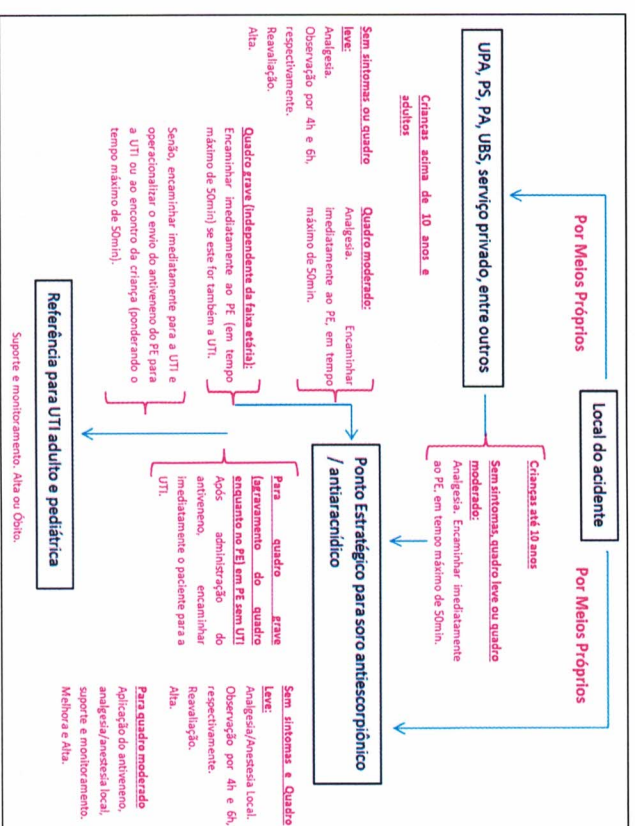 Local do acidente
Por Meios Próprios
Por Meios Próprios
UPA, PS, PA, UBS, serviço privado, entre outros
Crianças até 10 anos
Sem sintomas, quadro leve ou quadro
moderado:
Analgesia. Encaminhar imediatamente
ao PE, em tempo máximo de 50min.
Crianças acima de 10 anos e
adultos
Sem sintomas ou quadro
leve:
Analgesia.
Observação por 4h e 6h,
respectivamente.
Reavaliação.
Alta.
Quadro moderado:
Analgesia. Encaminhar
imediatamente ao PE, em tempo
máximo de 50min.
Quadro grave (independente da faixa etária):
Encaminhar imediatamente ao PE (em tempo
máximo de 50min) se este for também a UTI.
Senão, encaminhar imediatamente para a UTI e
operacionalizar o envio do antiveneno do PE para
a UTI ou ao encontro da criança (ponderando o
tempo máximo de 50min).
Ponto Estratégico para soro antiescorpiônico
/ antiaracnídico
Para quadro grave
(agravamento do quadro
enquanto no PE) em PE sem UTI
Após administração do
antiveneno, encaminhar
imediatamente o paciente para a
UTI.
Sem sintomas e Quadro
Leve:
Analgesia/Anestesia Local.
Observação por 4h e 6h,
respectivamente.
Reavaliação.
Alta.
Para quadro moderado
Aplicação do antiveneno,
analgesia/anestesia local,
suporte e monitoramento.
Melhora e Alta.
Referência para UTI adulto e pediátrica
Suporte e monitoramento. Alta ou Óbito.